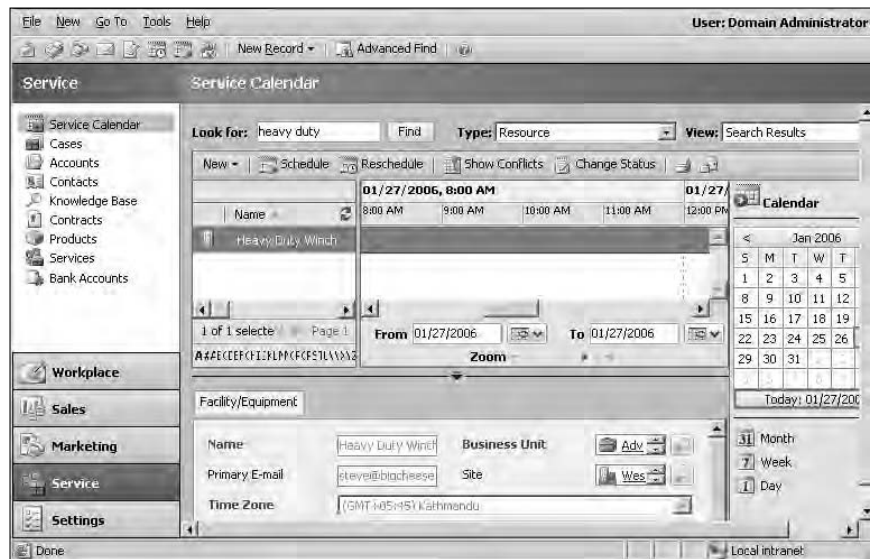 File New Go To Tools Help User: Domain Administrator
New Record Advanced Find
Service Service Calendar
Service Calendar
Cases
Accounts
Contacts
Knowledge Base
Contracts
Products
Services
Bank Accounts
Workplace
Sales
Marketing
Service
Settings
Look for: heavy duty Find Type: Resource View: Search Results
New Schedule Reschedule Show Conflicts Change Status
01/27/2006, 8:00 AM 01/27/
Name 8:00 AM 9:00 AM 10:00 AM 11:00 AM 12:00 PM
Heavy Duty Winch
1 of 1 selecte Page 1
From 01/27/2006 To 01/27/2006
Zoom
Facility/Equipment
Name Heavy Duty Winch Business Unit Adv
Primary E-mail steve@bigcheese Site Wes
Time Zone (GMT+05:45) Kathmandu
Calendar
< Jan 2006
S M T W T
1 2 3 4 5
8 9 10 11 12
15 16 17 18 19
22 23 24 25 26
29 30 31
Today: 01/27/200
31 Month
7 Week
1 Day
Done Local intranet